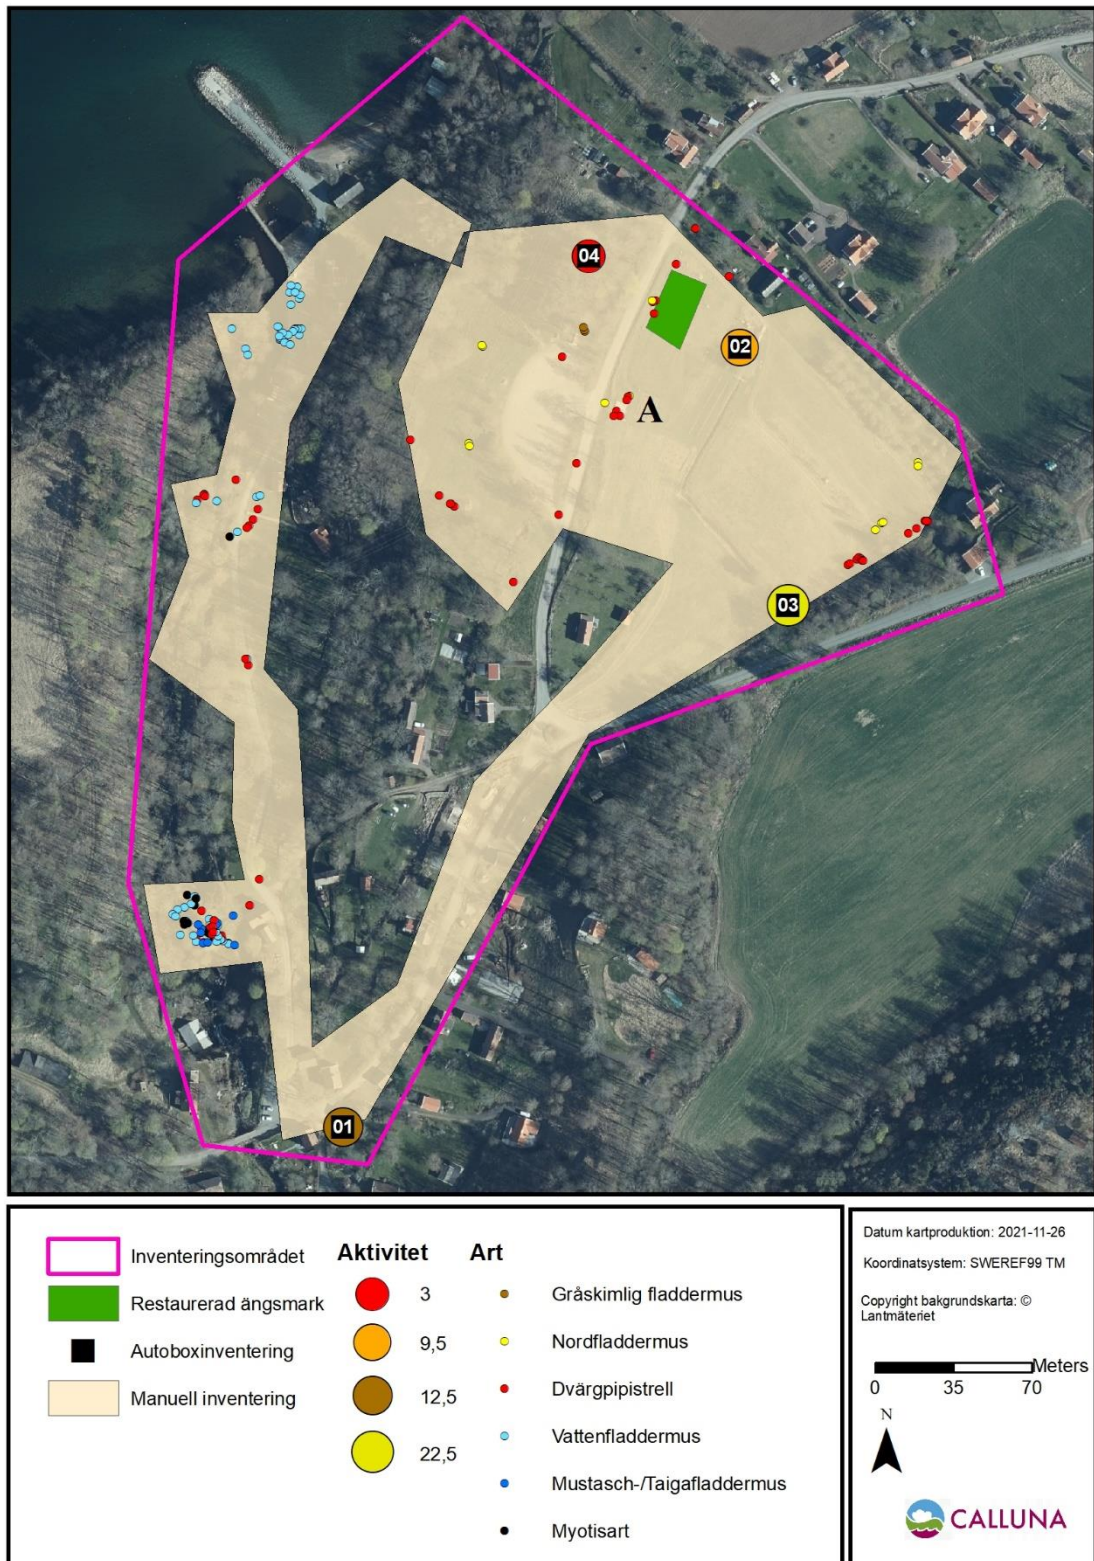 04
02
A
03
01
Inventeringsområdet
Restaurerad ängsmark
Autoboxinventering
Manuell inventering
Aktivitet
3
9,5
12,5
22,5
Art
Gråskimlig fladdermus
Nordfladdermus
Dvärgpipistrell
Vattenfladdermus
Mustasch-/Taigafladdermus
Myotisart
Datum kartproduktion: 2021-11-26
Koordinatsystem: SWEREF99 TM
Copyright bakgrundskarta: ©
Lantmäteriet
Meters
0 35 70
N
CALLUNA